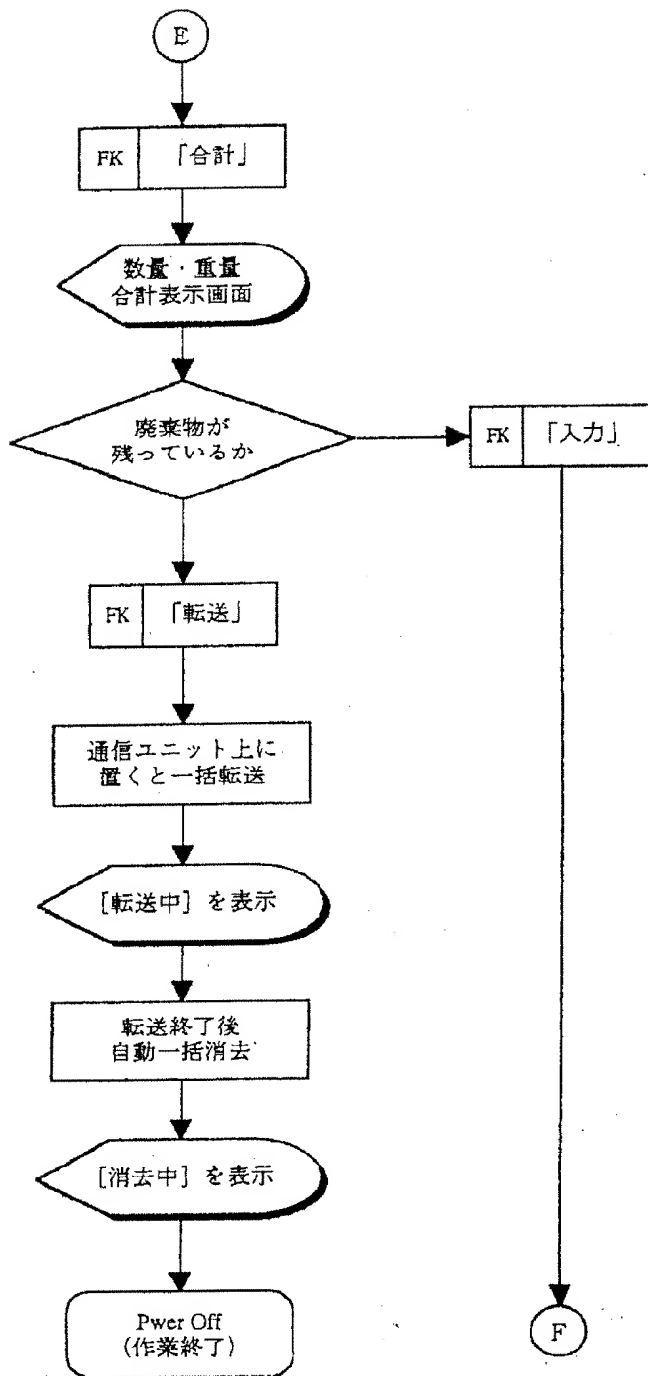 E
FK 「合計」
数量・重量
合計表示画面
廃棄物が
残っているか
FK 「入力」
FK 「転送」
通信ユニット上に
置くと一括転送
[転送中] を表示
転送終了後
自動一括消去
[消去中] を表示
Pwer Off
(作業終了)
F